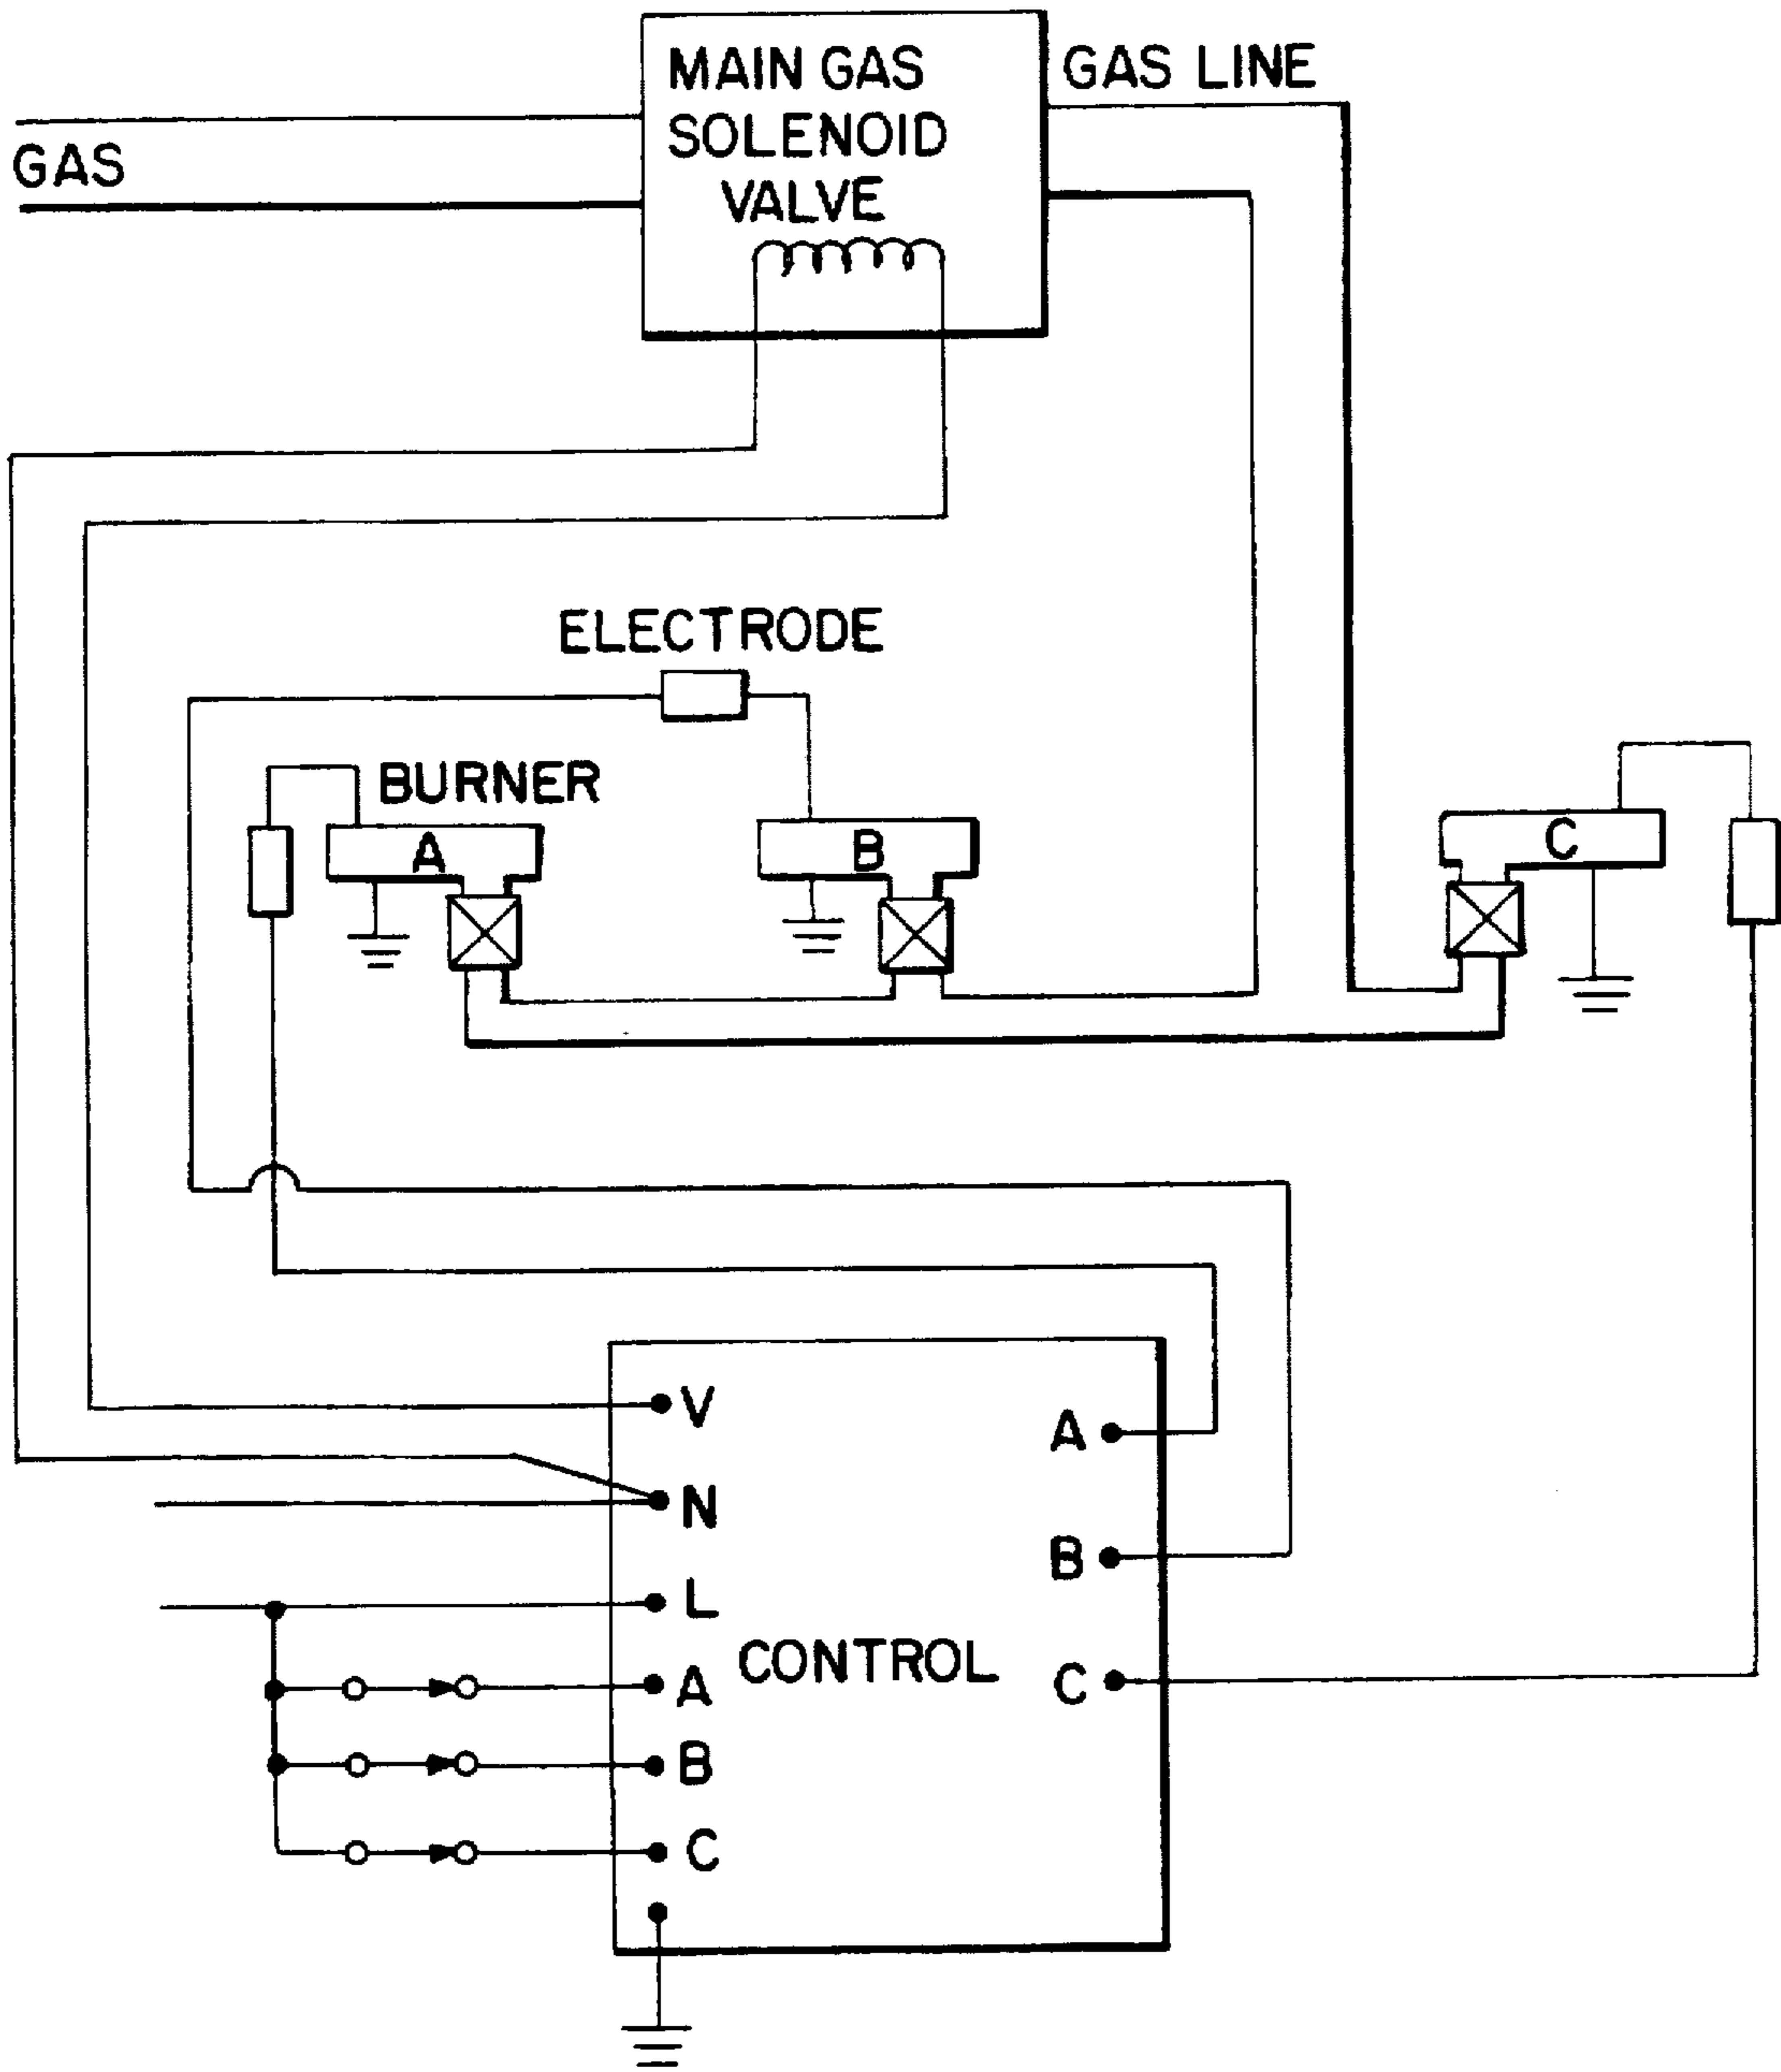 MAIN GAS
SOLENOID
VALVE
GAS LINE
GAS
ELECTRODE
BURNER
A
B
C
V
N
L
A
B
C
CONTROL
A
B
C